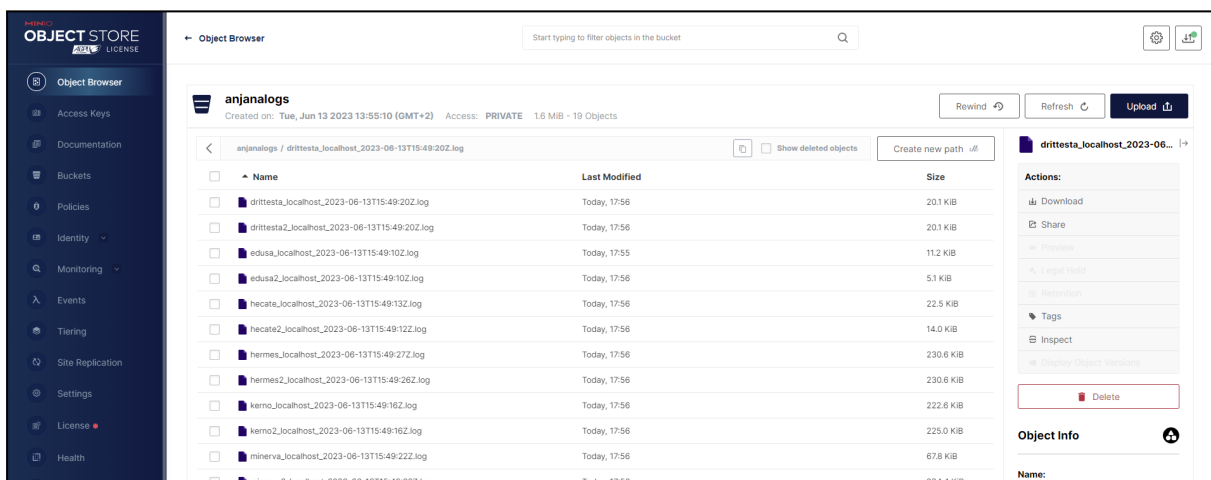 MINIO
OBJECT STORE
LICENSE
Object Browser
Access Keys
Documentation
Buckets
Policies
Identity
Monitoring
Events
Tiering
Site Replication
Settings
License
Health
← Object Browser
Start typing to filter objects in the bucket
anjanalogs
Created on: Tue, Jun 13 2023 13:55:10 (GMT+2) Access: PRIVATE 1.6 MiB - 19 Objects
Rewind Refresh Upload
anjanalogs / drittesta_localhost_2023-06-13T15:49:20Z.log Show deleted objects Create new path
Name Last Modified Size
drittesta_localhost_2023-06-13T15:49:20Z.log Today, 17:56 20.1 KiB
drittesta2_localhost_2023-06-13T15:49:20Z.log Today, 17:56 20.1 KiB
edusa_localhost_2023-06-13T15:49:10Z.log Today, 17:55 11.2 KiB
edusa2_localhost_2023-06-13T15:49:10Z.log Today, 17:56 5.1 KiB
hecate_localhost_2023-06-13T15:49:13Z.log Today, 17:56 22.5 KiB
hecate2_localhost_2023-06-13T15:49:12Z.log Today, 17:56 14.0 KiB
hermes_localhost_2023-06-13T15:49:27Z.log Today, 17:56 230.6 KiB
hermes2_localhost_2023-06-13T15:49:26Z.log Today, 17:56 230.6 KiB
kerno_localhost_2023-06-13T15:49:16Z.log Today, 17:56 222.6 KiB
kerno2_localhost_2023-06-13T15:49:16Z.log Today, 17:56 225.0 KiB
minerva_localhost_2023-06-13T15:49:22Z.log Today, 17:56 67.8 KiB
drittesta_localhost_2023-06...
Actions:
Download
Share
Preview
Legal Hold
Retention
Tags
Inspect
Display Object Versions
Delete
Object Info
Name: